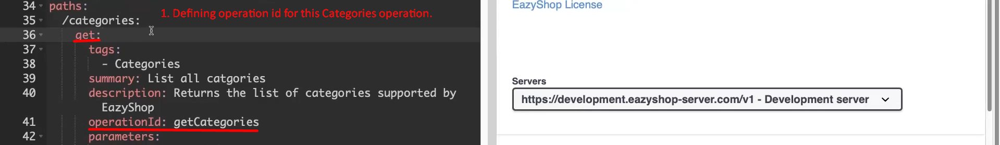 34 paths:
1. Defining operation id for this Categories operation.
35 /categories:
36 get:
37 tags:
38 - Categories
39 summary: List all catgories
40 description: Returns the list of categories supported by
EazyShop
41 operationId: getCategories
42 parameters:
EazyShop License
Servers
https://development.eazyshop-server.com/v1 - Development server